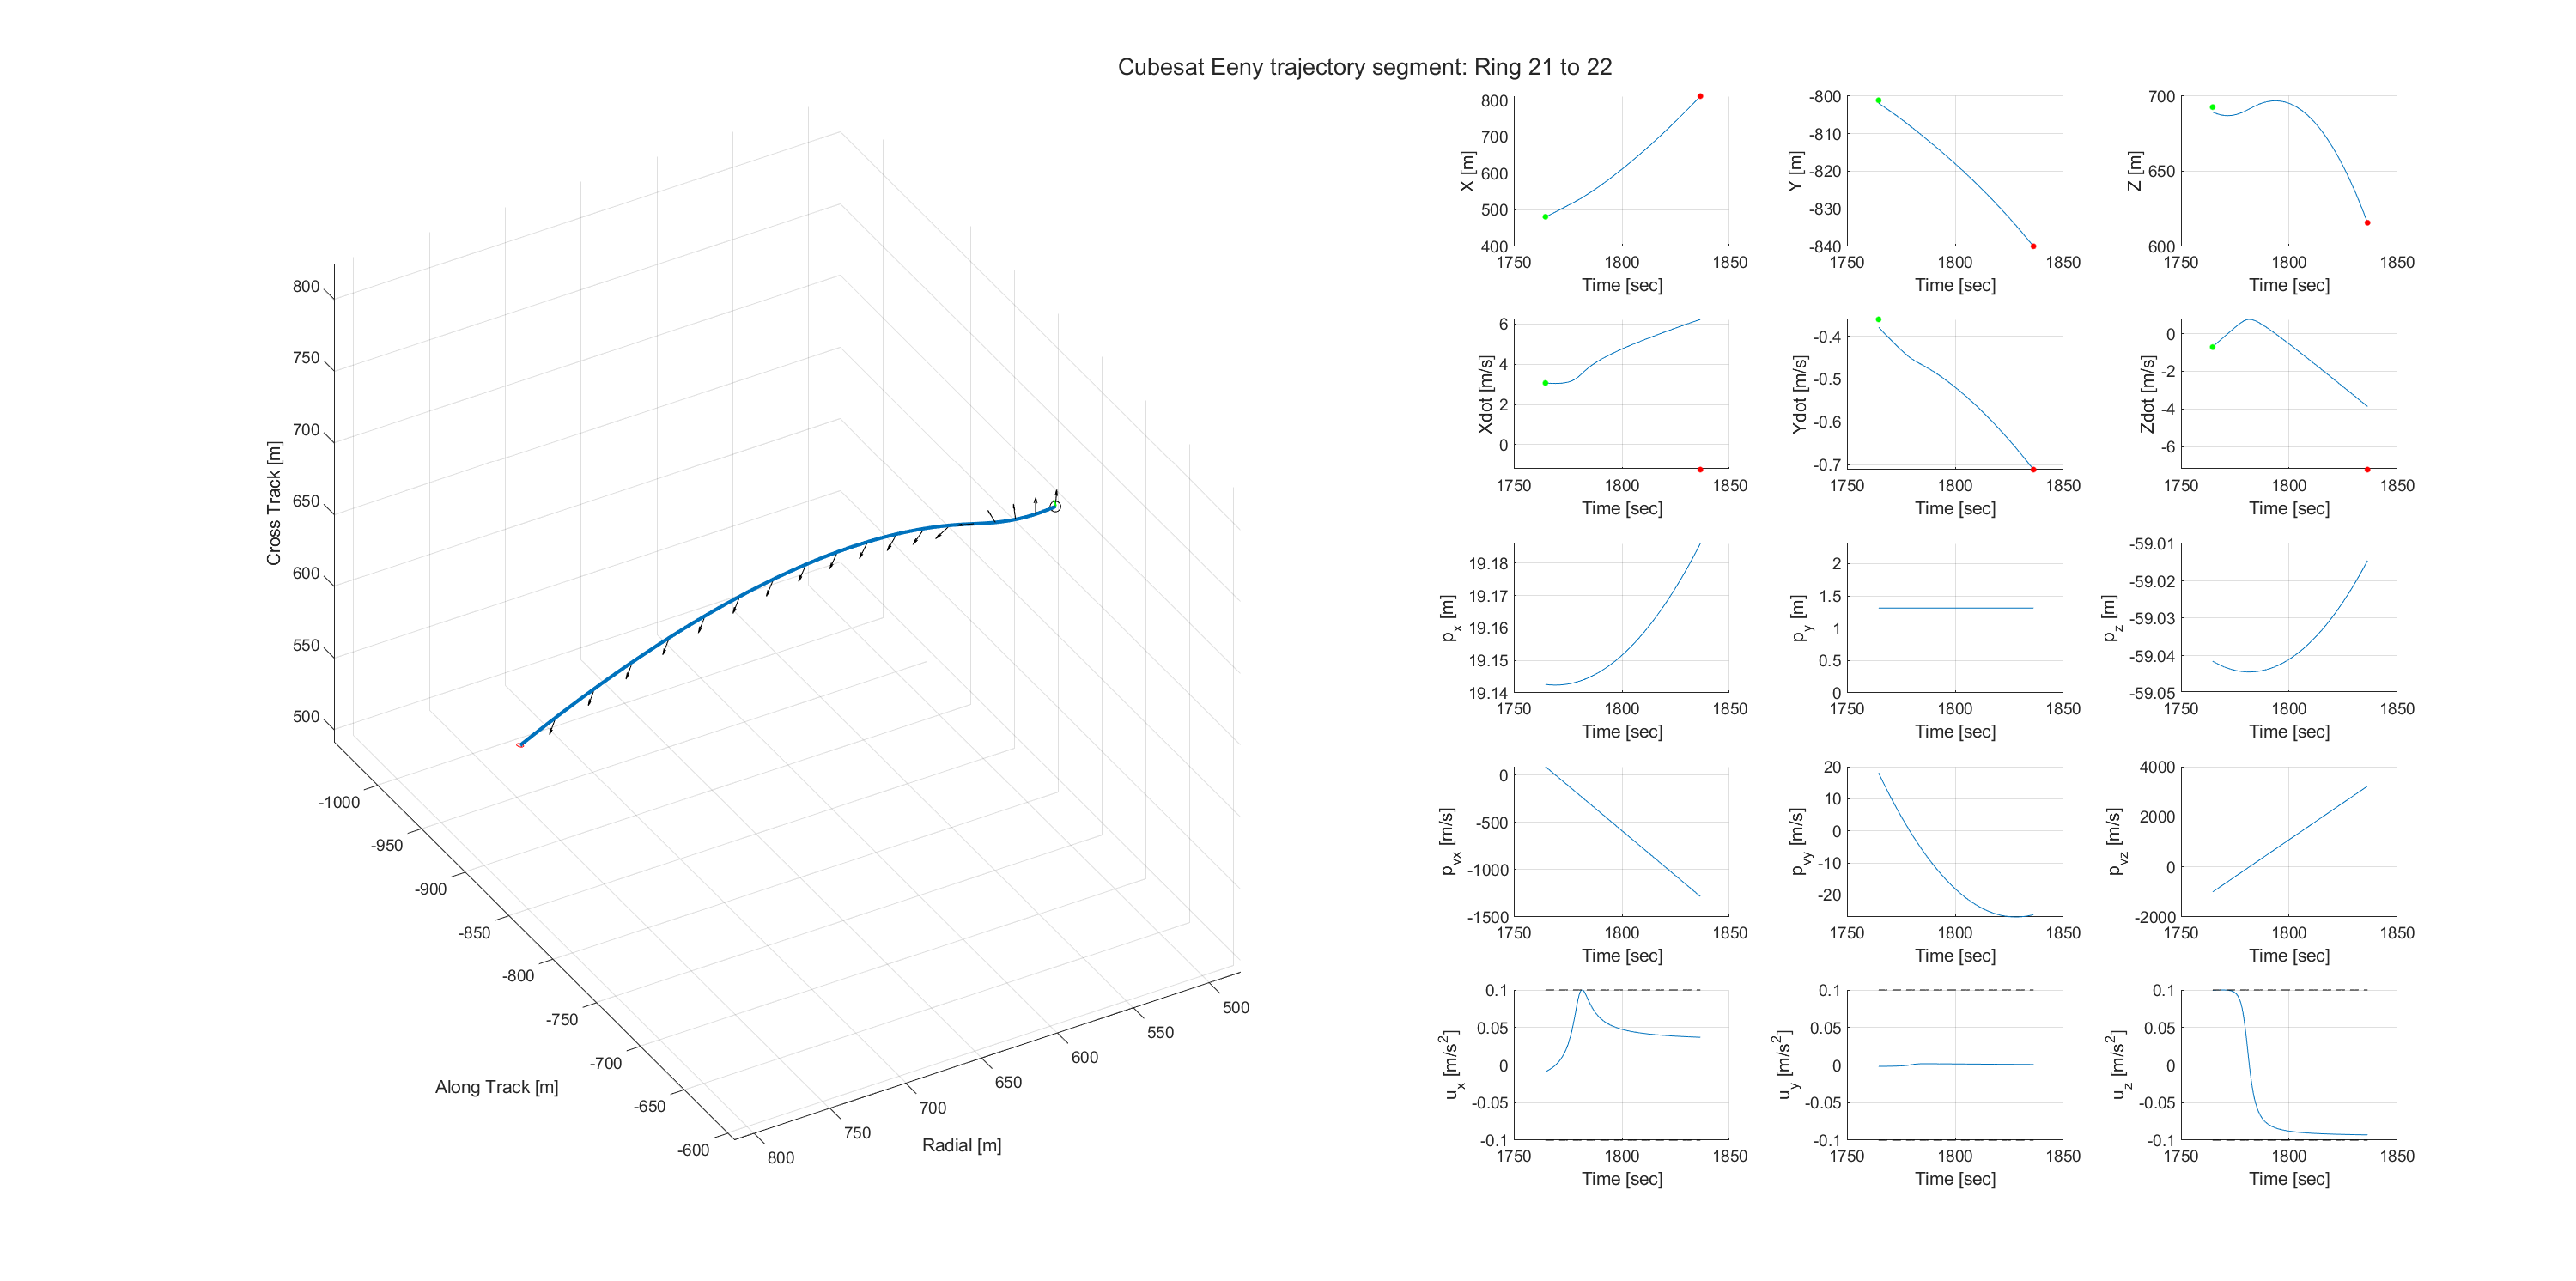 Cubesat Eeny trajectory segment: Ring 21 to 22
Cross Track [m]
800
750
700
650
600
550
500
Along Track [m]
-1000
-950
-900
-850
-800
-750
-700
-650
-600
Radial [m]
800
750
700
650
600
550
500
X [m]
800
700
600
500
400
1750 1800 1850
Time [sec]
Y [m]
-800
-810
-820
-830
-840
1750 1800 1850
Time [sec]
Z [m]
700
650
600
1750 1800 1850
Time [sec]
Xdot [m/s]
6
4
2
0
1750 1800 1850
Time [sec]
Ydot [m/s]
-0.4
-0.5
-0.6
-0.7
1750 1800 1850
Time [sec]
Zdot [m/s]
0
-2
-4
-6
1750 1800 1850
Time [sec]
p_x [m]
19.18
19.17
19.16
19.15
19.14
1750 1800 1850
Time [sec]
p_y [m]
2
1.5
1
0.5
0
1750 1800 1850
Time [sec]
p_z [m]
-59.01
-59.02
-59.03
-59.04
-59.05
1750 1800 1850
Time [sec]
p_vx [m/s]
0
-500
-1000
-1500
1750 1800 1850
Time [sec]
p_vy [m/s]
20
10
0
-10
-20
1750 1800 1850
Time [sec]
p_vz [m/s]
4000
2000
0
-2000
1750 1800 1850
Time [sec]
u_x [m/s²]
0.1
0.05
0
-0.05
-0.1
1750 1800 1850
Time [sec]
u_y [m/s²]
0.1
0.05
0
-0.05
-0.1
1750 1800 1850
Time [sec]
u_z [m/s²]
0.1
0.05
0
-0.05
-0.1
1750 1800 1850
Time [sec]